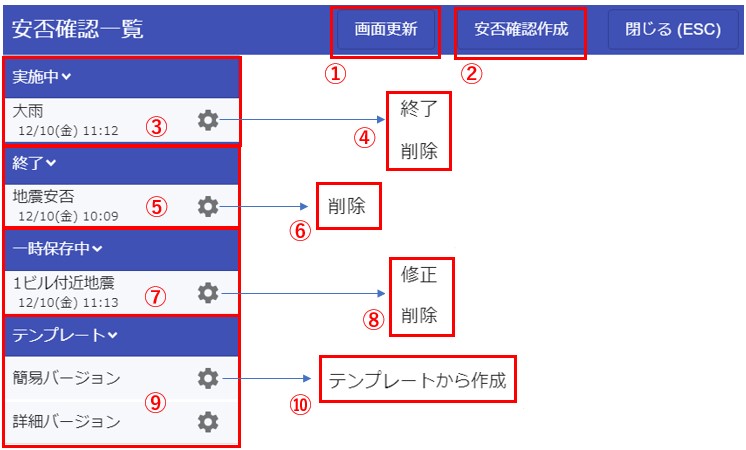 安否確認一覧
画面更新
安否確認作成
閉じる (ESC)
①
②
実施中
大雨
12/10(金) 11:12
③
④
終了
削除
終了
地震安否
12/10(金) 10:09
⑤
⑥
削除
一時保存中
1ビル付近地震
12/10(金) 11:13
⑦
⑧
修正
削除
テンプレート
簡易バージョン
詳細バージョン
⑨
⑩
テンプレートから作成